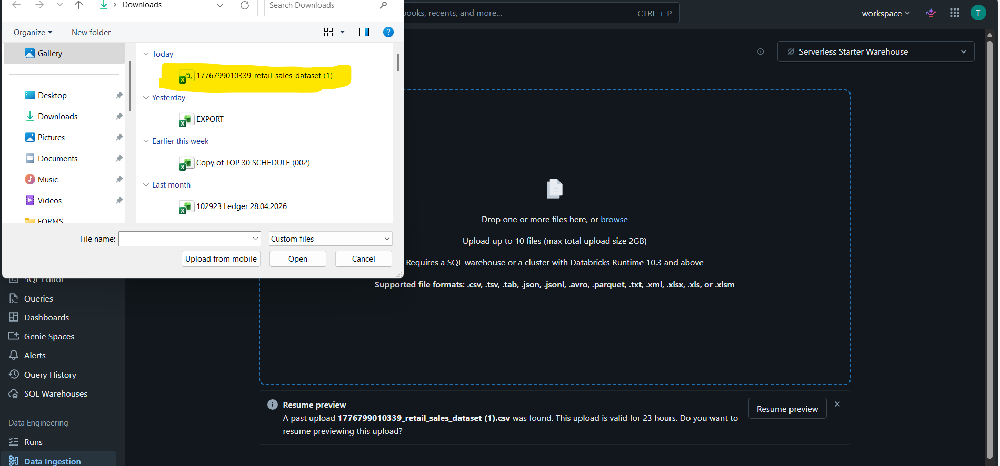 Downloads
Search Downloads
Organize
New folder
Gallery
Desktop
Downloads
Pictures
Documents
Music
Videos
FORMS
Today
1776799010339_retail_sales_dataset (1)
Yesterday
EXPORT
Earlier this week
Copy of TOP 30 SCHEDULE (002)
Last month
102923 Ledger 28.04.2026
File name:
Custom files
Upload from mobile
Open
Cancel
books, recents, and more...
CTRL + P
workspace
T
Serverless Starter Warehouse
Drop one or more files here, or browse
Upload up to 10 files (max total upload size 2GB)
Requires a SQL warehouse or a cluster with Databricks Runtime 10.3 and above
Supported file formats: .csv, .tsv, .tab, .json, .jsonl, .avro, .parquet, .txt, .xml, .xlsx, .xls, or .xlsm
SQL Editor
Queries
Dashboards
Genie Spaces
Alerts
Query History
SQL Warehouses
Data Engineering
Runs
Data Ingestion
Resume preview
A past upload 1776799010339_retail_sales_dataset (1).csv was found. This upload is valid for 23 hours. Do you want to
resume previewing this upload?
Resume preview